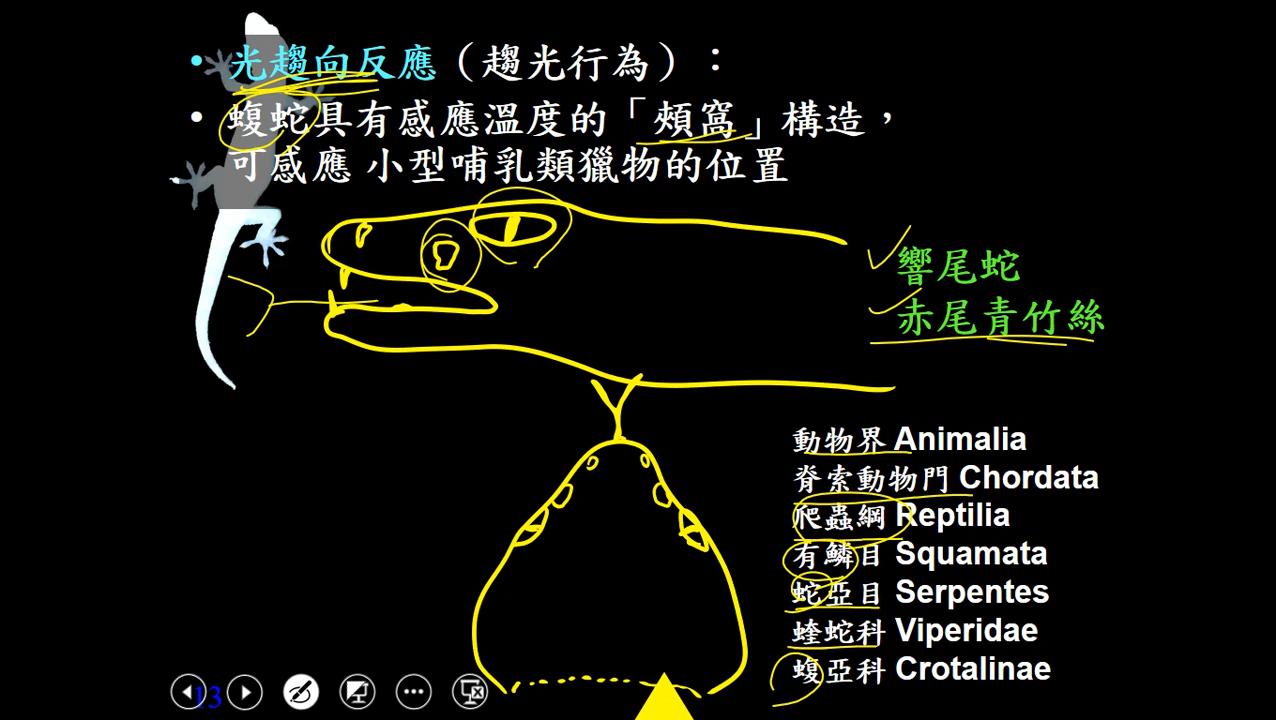 • 光趨向反應（趨光行為）：
• 蝮蛇具有感應溫度的「頰窩」構造，
可感應 小型哺乳類獵物的位置
響尾蛇
赤尾青竹絲
動物界 Animalia
脊索動物門 Chordata
爬蟲綱 Reptilia
有鱗目 Squamata
蛇亞目 Serpentes
蝰蛇科 Viperidae
蝮亞科 Crotalinae
13